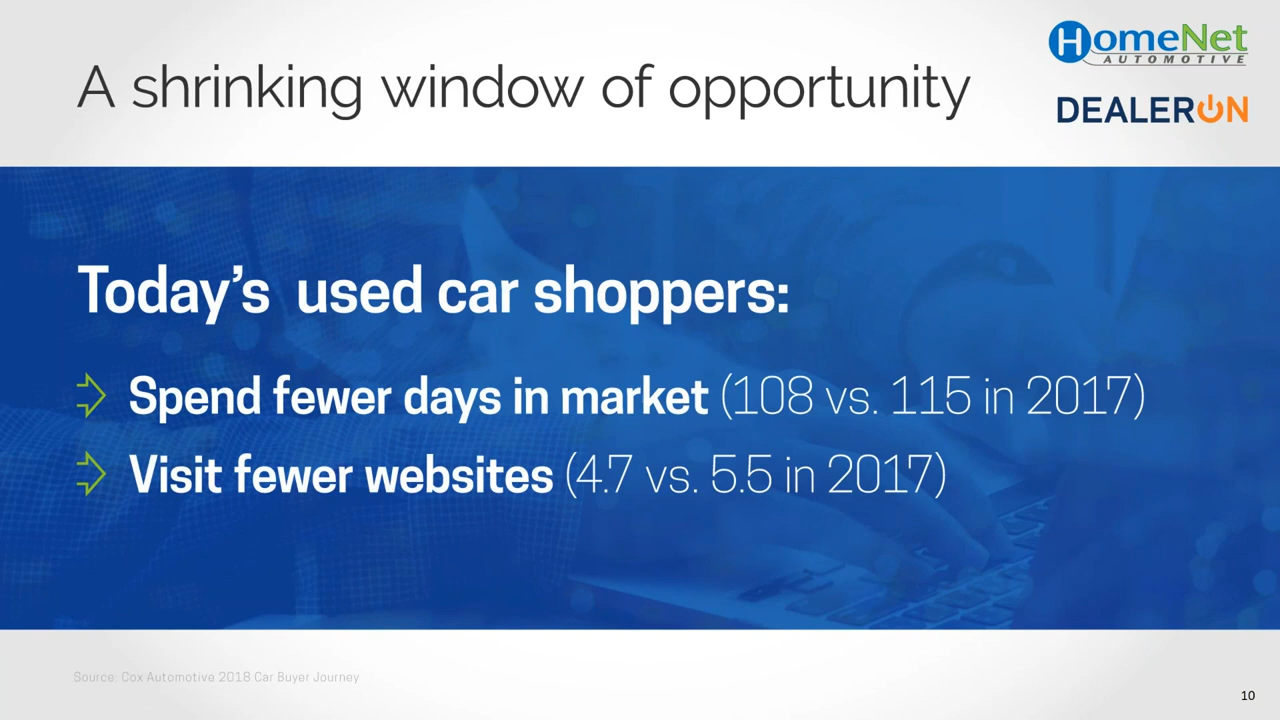 A shrinking window of opportunity
HomeNet
AUTOMOTIVE
DEALERON
Today's used car shoppers:
Spend fewer days in market (108 vs. 115 in 2017)
Visit fewer websites (4.7 vs. 5.5 in 2017)
Source: Cox Automotive 2018 Car Buyer Journey
10